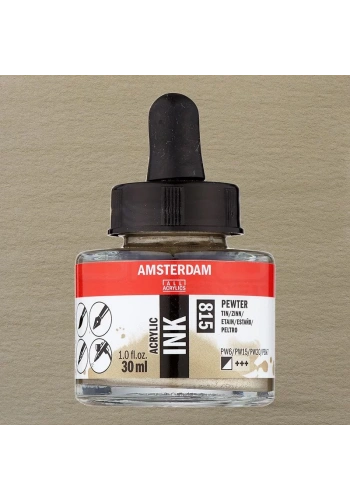 AMSTERDAM
ALL
ACRYLICS
ACRYLIC
INK
815
PEWTER
TIN/ZINN/
ETAIN/ESTAÑO/
PELTRO
1.0 fl.oz.
30 ml
+++